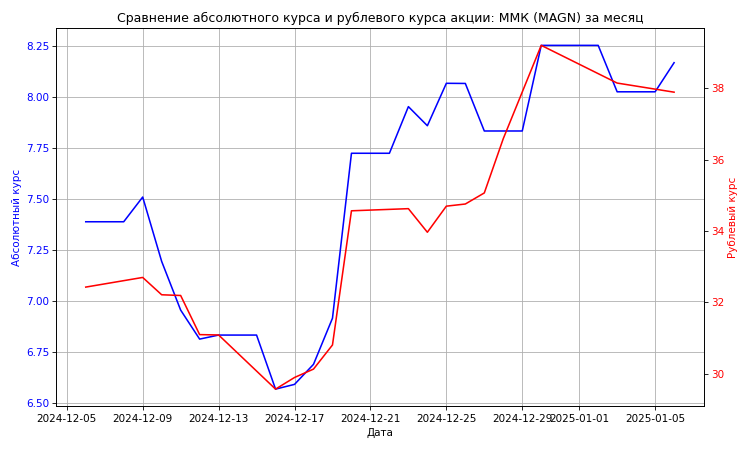 Сравнение абсолютного курса и рублевого курса акции: ММК (MAGN) за месяц
8.25
8.00
7.75
7.50
7.25
7.00
6.75
6.50
Абсолютный курс
38
36
34
32
30
Рублевый курс
2024-12-05 2024-12-09 2024-12-13 2024-12-17 2024-12-21 2024-12-25 2024-12-29 2025-01-01 2025-01-05
Дата